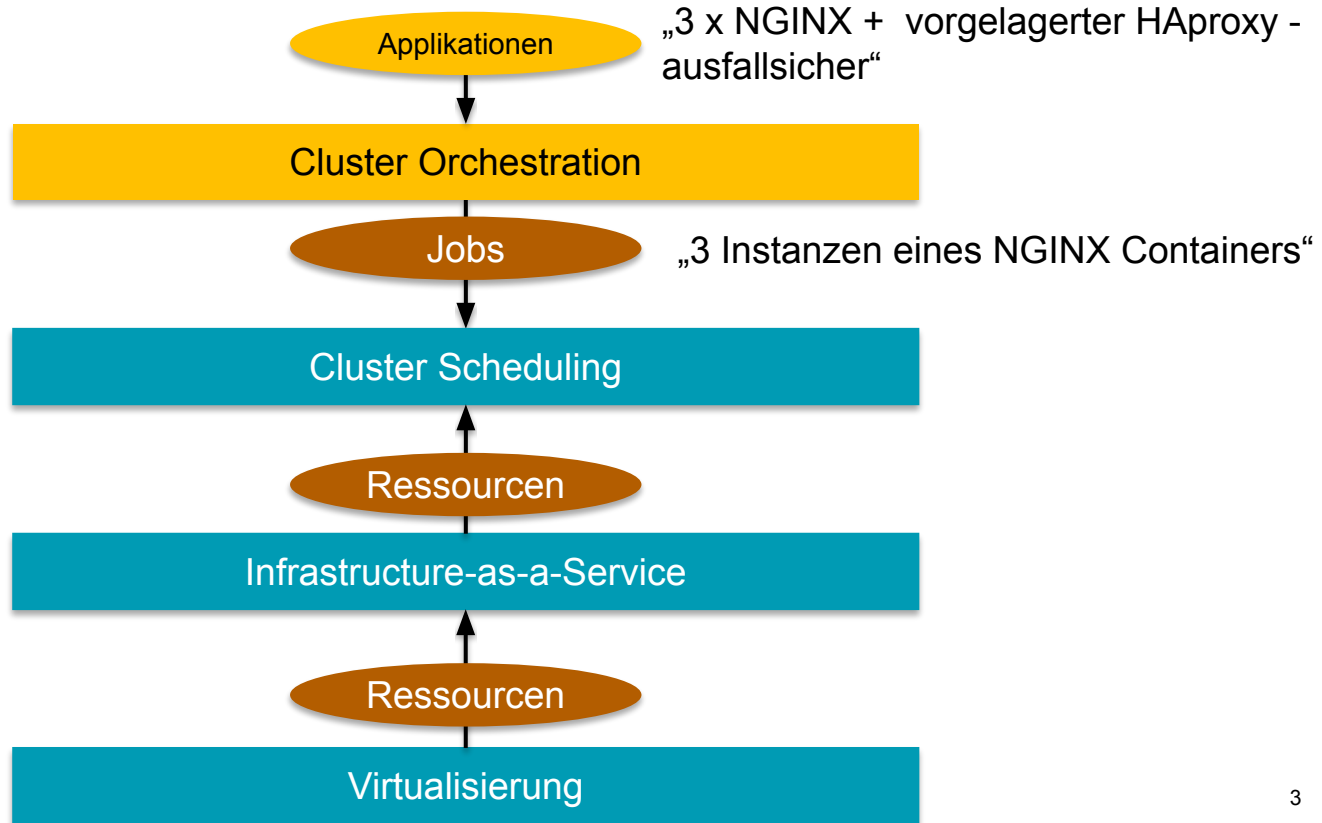 Applikationen
„3 x NGINX + vorgelagerter HAproxy -
ausfallsicher“
Cluster Orchestration
Jobs
„3 Instanzen eines NGINX Containers“
Cluster Scheduling
Ressourcen
Infrastructure-as-a-Service
Ressourcen
Virtualisierung
3